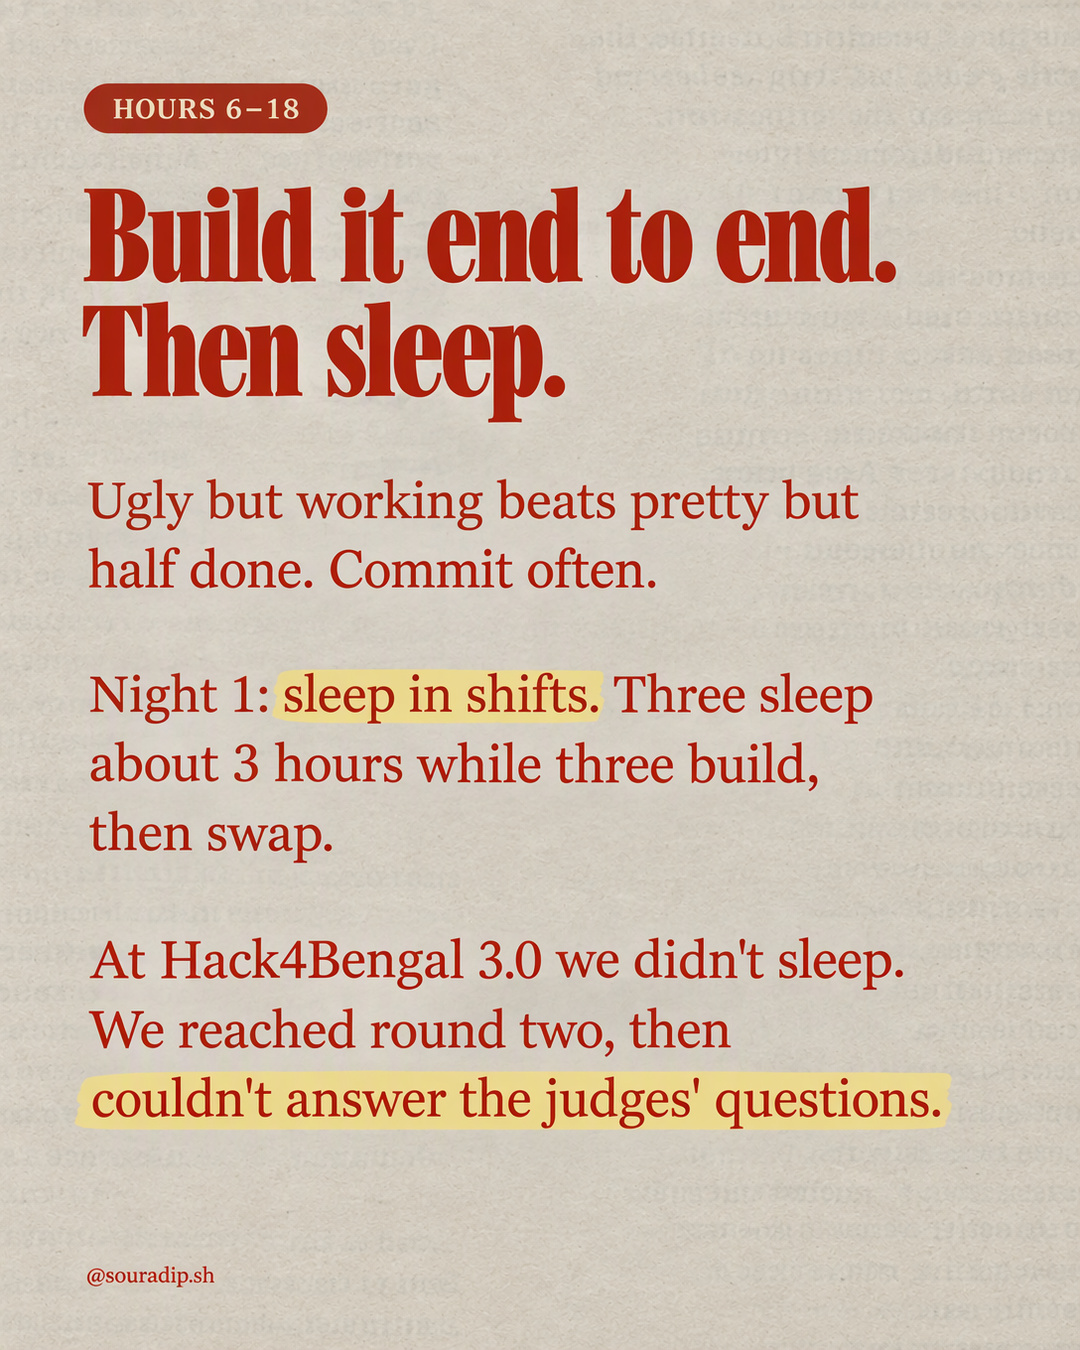 HOURS 6–18
Build it end to end.
Then sleep.
Ugly but working beats pretty but
half done. Commit often.
Night 1: sleep in shifts. Three sleep
about 3 hours while three build,
then swap.
At Hack4Bengal 3.0 we didn't sleep.
We reached round two, then
couldn't answer the judges' questions.
@souradip.sh